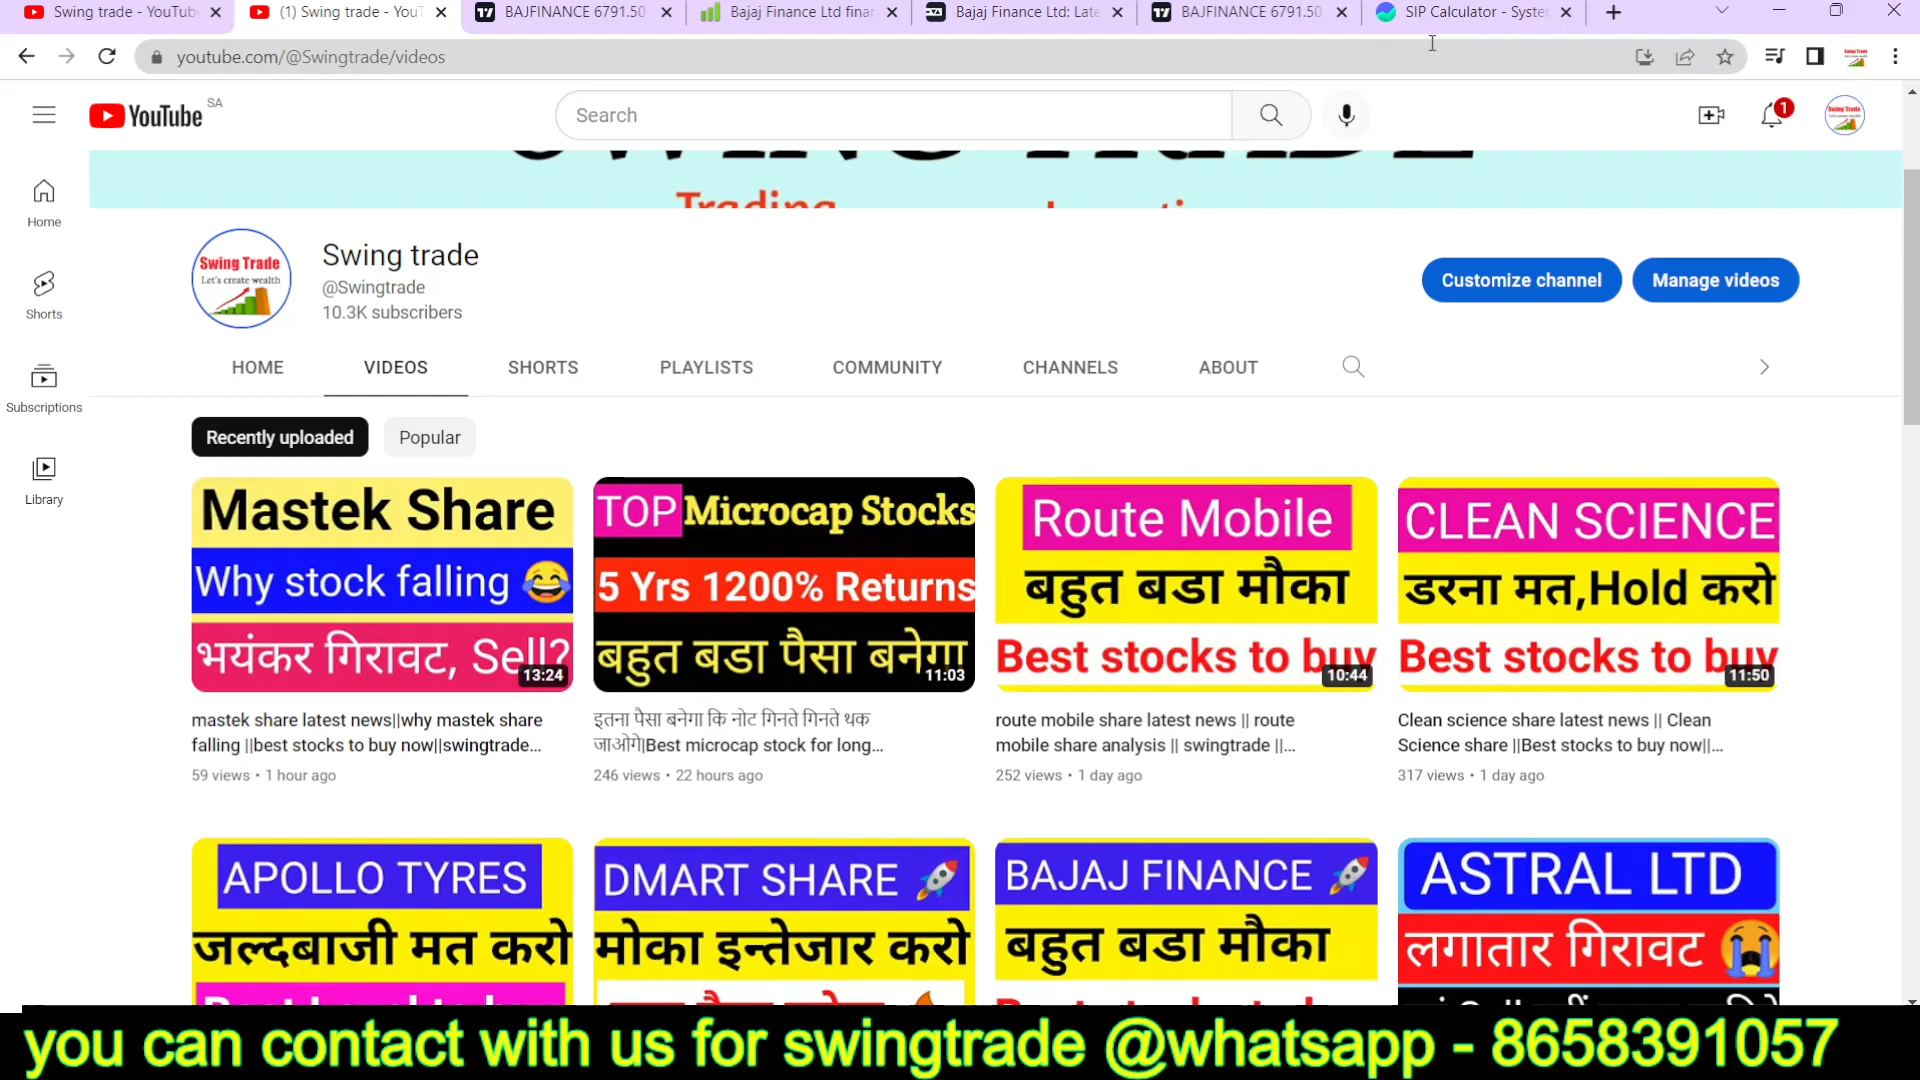 Swing trade - YouTub
(1) Swing trade - YouT
BAJFINANCE 6791.50
Bajaj Finance Ltd finan
Bajaj Finance Ltd: Late
BAJFINANCE 6791.50
SIP Calculator - Syster
youtube.com/@Swingtrade/videos
YouTube SA
Search
1
Home
Shorts
Subscriptions
Library
Swing Trade
Let's create wealth
Swing trade
@Swingtrade
10.3K subscribers
Customize channel
Manage videos
HOME VIDEOS SHORTS PLAYLISTS COMMUNITY CHANNELS ABOUT
Recently uploaded
Popular
Mastek Share
Why stock falling 😂
भयंकर गिरावट, Sell?
13:24
TOP Microcap Stocks
5 Yrs 1200% Returns
बहुत बडा पैसा बनेगा
11:03
Route Mobile
बहुत बडा मौका
Best stocks to buy
10:44
CLEAN SCIENCE
डरना मत,Hold करो
Best stocks to buy
11:50
mastek share latest news||why mastek share
falling ||best stocks to buy now||swingtrade...
59 views • 1 hour ago
इतना पैसा बनेगा कि नोट गिनते गिनते थक
जाओगे|Best microcap stock for long...
246 views • 22 hours ago
route mobile share latest news || route
mobile share analysis || swingtrade ||...
252 views • 1 day ago
Clean science share latest news || Clean
Science share ||Best stocks to buy now||...
317 views • 1 day ago
APOLLO TYRES
जल्दबाजी मत करो
DMART SHARE 🚀
मोका इन्तेजार करो
BAJAJ FINANCE 🚀
बहुत बडा मौका
ASTRAL LTD
लगातार गिरावट 😭
you can contact with us for swingtrade @whatsapp - 8658391057